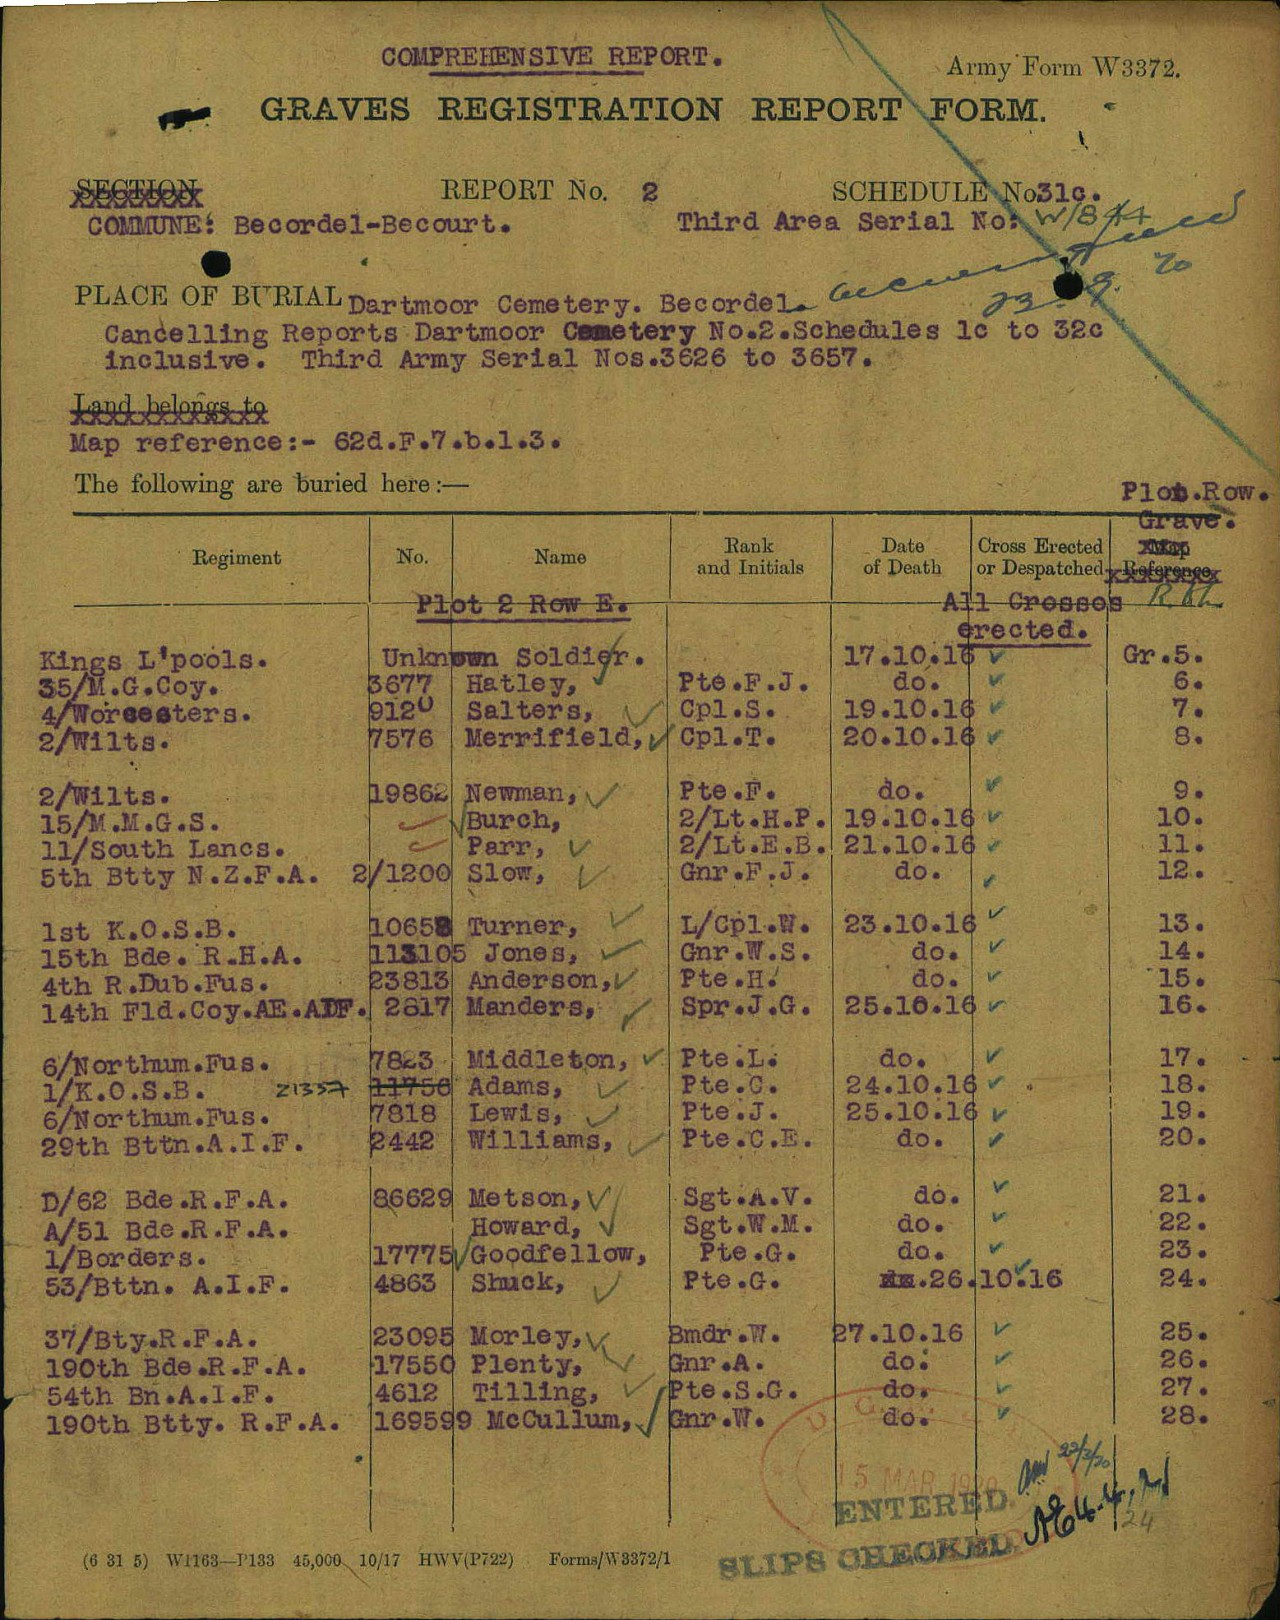 COMPREHENSIVE REPORT.
Army Form W3372.
GRAVES REGISTRATION REPORT FORM.
SECTION REPORT No. 2 SCHEDULE No. 31c.
COMMUNE: Becordel-Becourt. Third Area Serial No: W/844
23.9.20
PLACE OF BURIAL Dartmoor Cemetery. Becordel.
Cancelling Reports Dartmoor Cemetery No.2. Schedules 1c to 32c
inclusive. Third Army Serial Nos.3626 to 3657.
Land belongs to
Map reference:- 62d.F.7.b.1.3.
The following are buried here:—
Plot.Row.
Grave.
Regiment No. Name Rank and Initials Date of Death Cross Erected or Despatched Map Reference
Plot 2 Row E. All Crosses
erected.
Kings L'pools. Unknown Soldier. 17.10.16 Gr.5.
35/M.G.Coy. 3677 Hatley, Pte.F.J. do. 6.
4/Worcesters. 9120 Salters, Cpl.S. 19.10.16 7.
2/Wilts. 7576 Merrifield, Cpl.T. 20.10.16 8.
2/Wilts. 19862 Newman, Pte.F. do. 9.
15/M.M.G.S. Burch, 2/Lt.H.P. 19.10.16 10.
11/South Lancs. Parr, 2/Lt.E.B. 21.10.16 11.
5th Btty N.Z.F.A. 2/1200 Slow, Gnr.F.J. do. 12.
1st K.O.S.B. 10658 Turner, L/Cpl.W. 23.10.16 13.
15th Bde. R.H.A. 113105 Jones, Gnr.W.S. do. 14.
4th R.Dub.Fus. 23813 Anderson, Pte.H. do. 15.
14th Fld.Coy.AE.AIF. 2817 Manders, Spr.J.G. 25.10.16 16.
6/Northum.Fus. 7823 Middleton, Pte.L. do. 17.
1/K.O.S.B. 21357 11756 Adams, Pte.C. 24.10.16 18.
6/Northum.Fus. 7818 Lewis, Pte.J. 25.10.16 19.
29th Bttn.A.I.F. 2442 Williams, Pte.C.E. do. 20.
D/62 Bde.R.F.A. 86629 Metson, Sgt.A.V. do. 21.
A/51 Bde.R.F.A. Howard, Sgt.W.M. do. 22.
1/Borders. 17775 Goodfellow, Pte.G. do. 23.
53/Bttn. A.I.F. 4863 Shuck, Pte.G. 26.10.16 24.
37/Bty.R.F.A. 23095 Morley, Bmdr.W. 27.10.16 25.
190th Bde.R.F.A. 17550 Plenty, Gnr.A. do. 26.
54th Bn.A.I.F. 4612 Tilling, Pte.S.G. do. 27.
190th Btty. R.F.A. 169599 McCullum, Gnr.W. do. 28.
15 MAR 1920
22/3/20
ENTERED.
24
SLIPS CHECKED.
(6 31 5) W1163—P133 45,000 10/17 HWV(P722) Forms/W3372/1